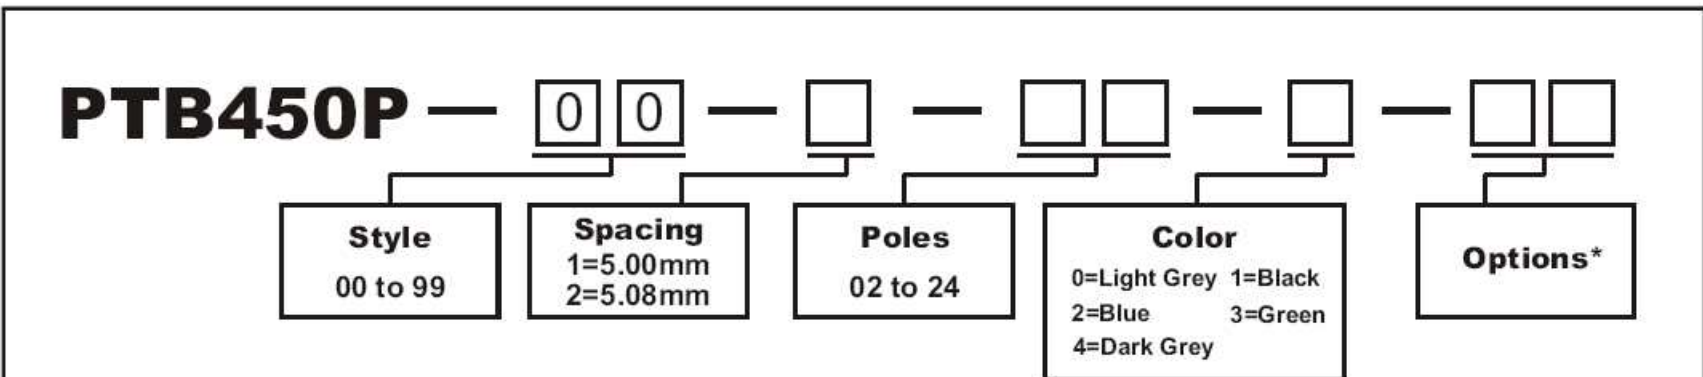 PTB450P — 0 0 — — — —
Style
00 to 99
Spacing
1=5.00mm
2=5.08mm
Poles
02 to 24
Color
0=Light Grey 1=Black
2=Blue 3=Green
4=Dark Grey
Options*